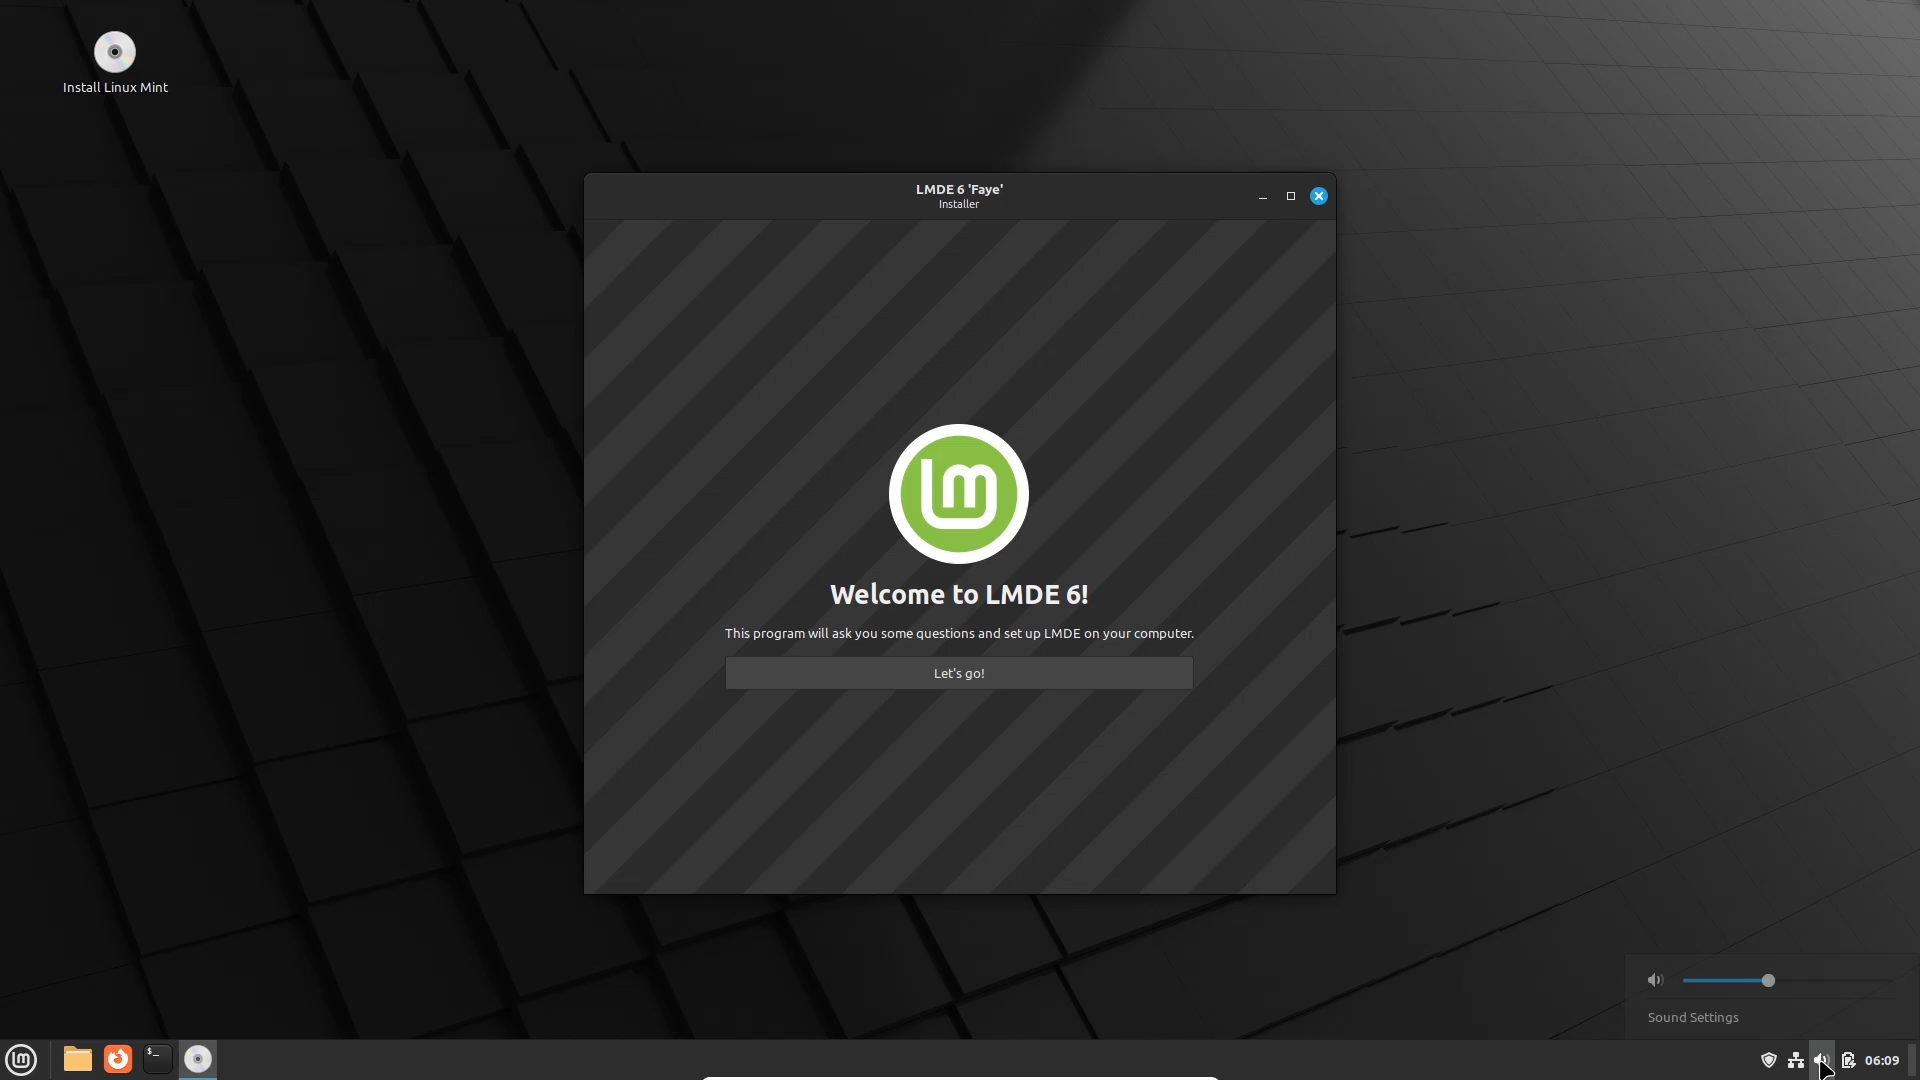 Install Linux Mint
LMDE 6 'Faye'
Installer
lm
Welcome to LMDE 6!
This program will ask you some questions and set up LMDE on your computer.
Let's go!
Sound Settings
$_
06:09